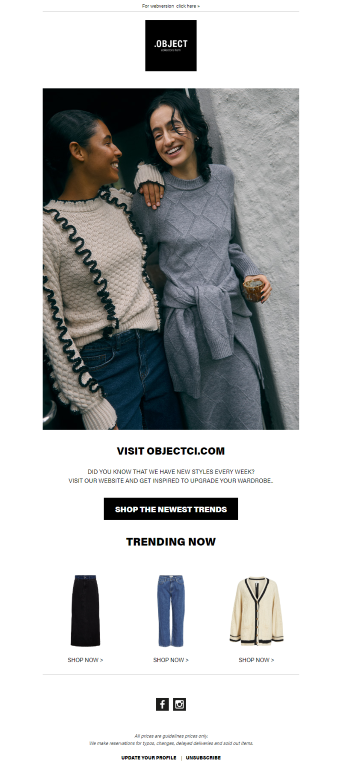 For webversion click here >
.OBJECT
VISIT OBJECTCI.COM
DID YOU KNOW THAT WE HAVE NEW STYLES EVERY WEEK?
VISIT OUR WEBSITE AND GET INSPIRED TO UPGRADE YOUR WARDROBE.
SHOP THE NEWEST TRENDS
TRENDING NOW
SHOP NOW > SHOP NOW > SHOP NOW >
All prices are guidelines prices only.
We make reservations for typos, changes, delayed deliveries and sold out items.
UPDATE YOUR PROFILE | UNSUBSCRIBE